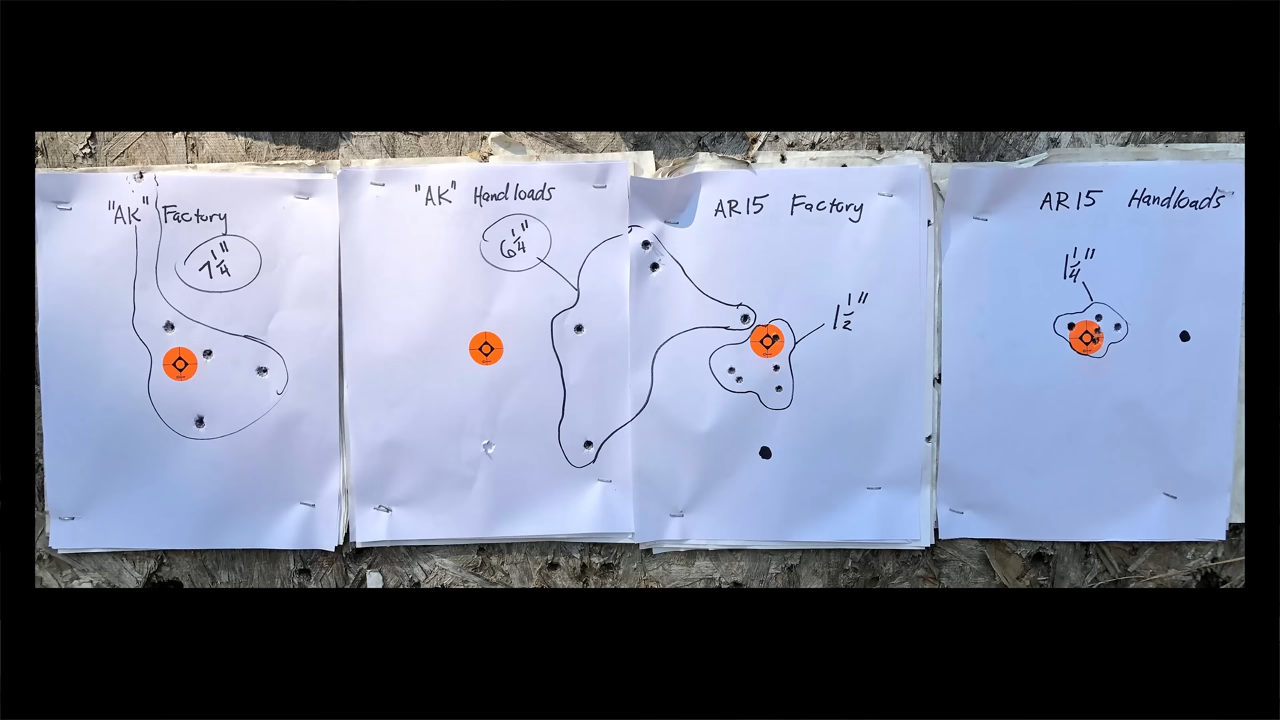 "AK" Factory
7 1/4"
"AK" Handloads
6 1/4"
AR15 Factory
1 1/2"
AR15 Handloads
1 1/4"